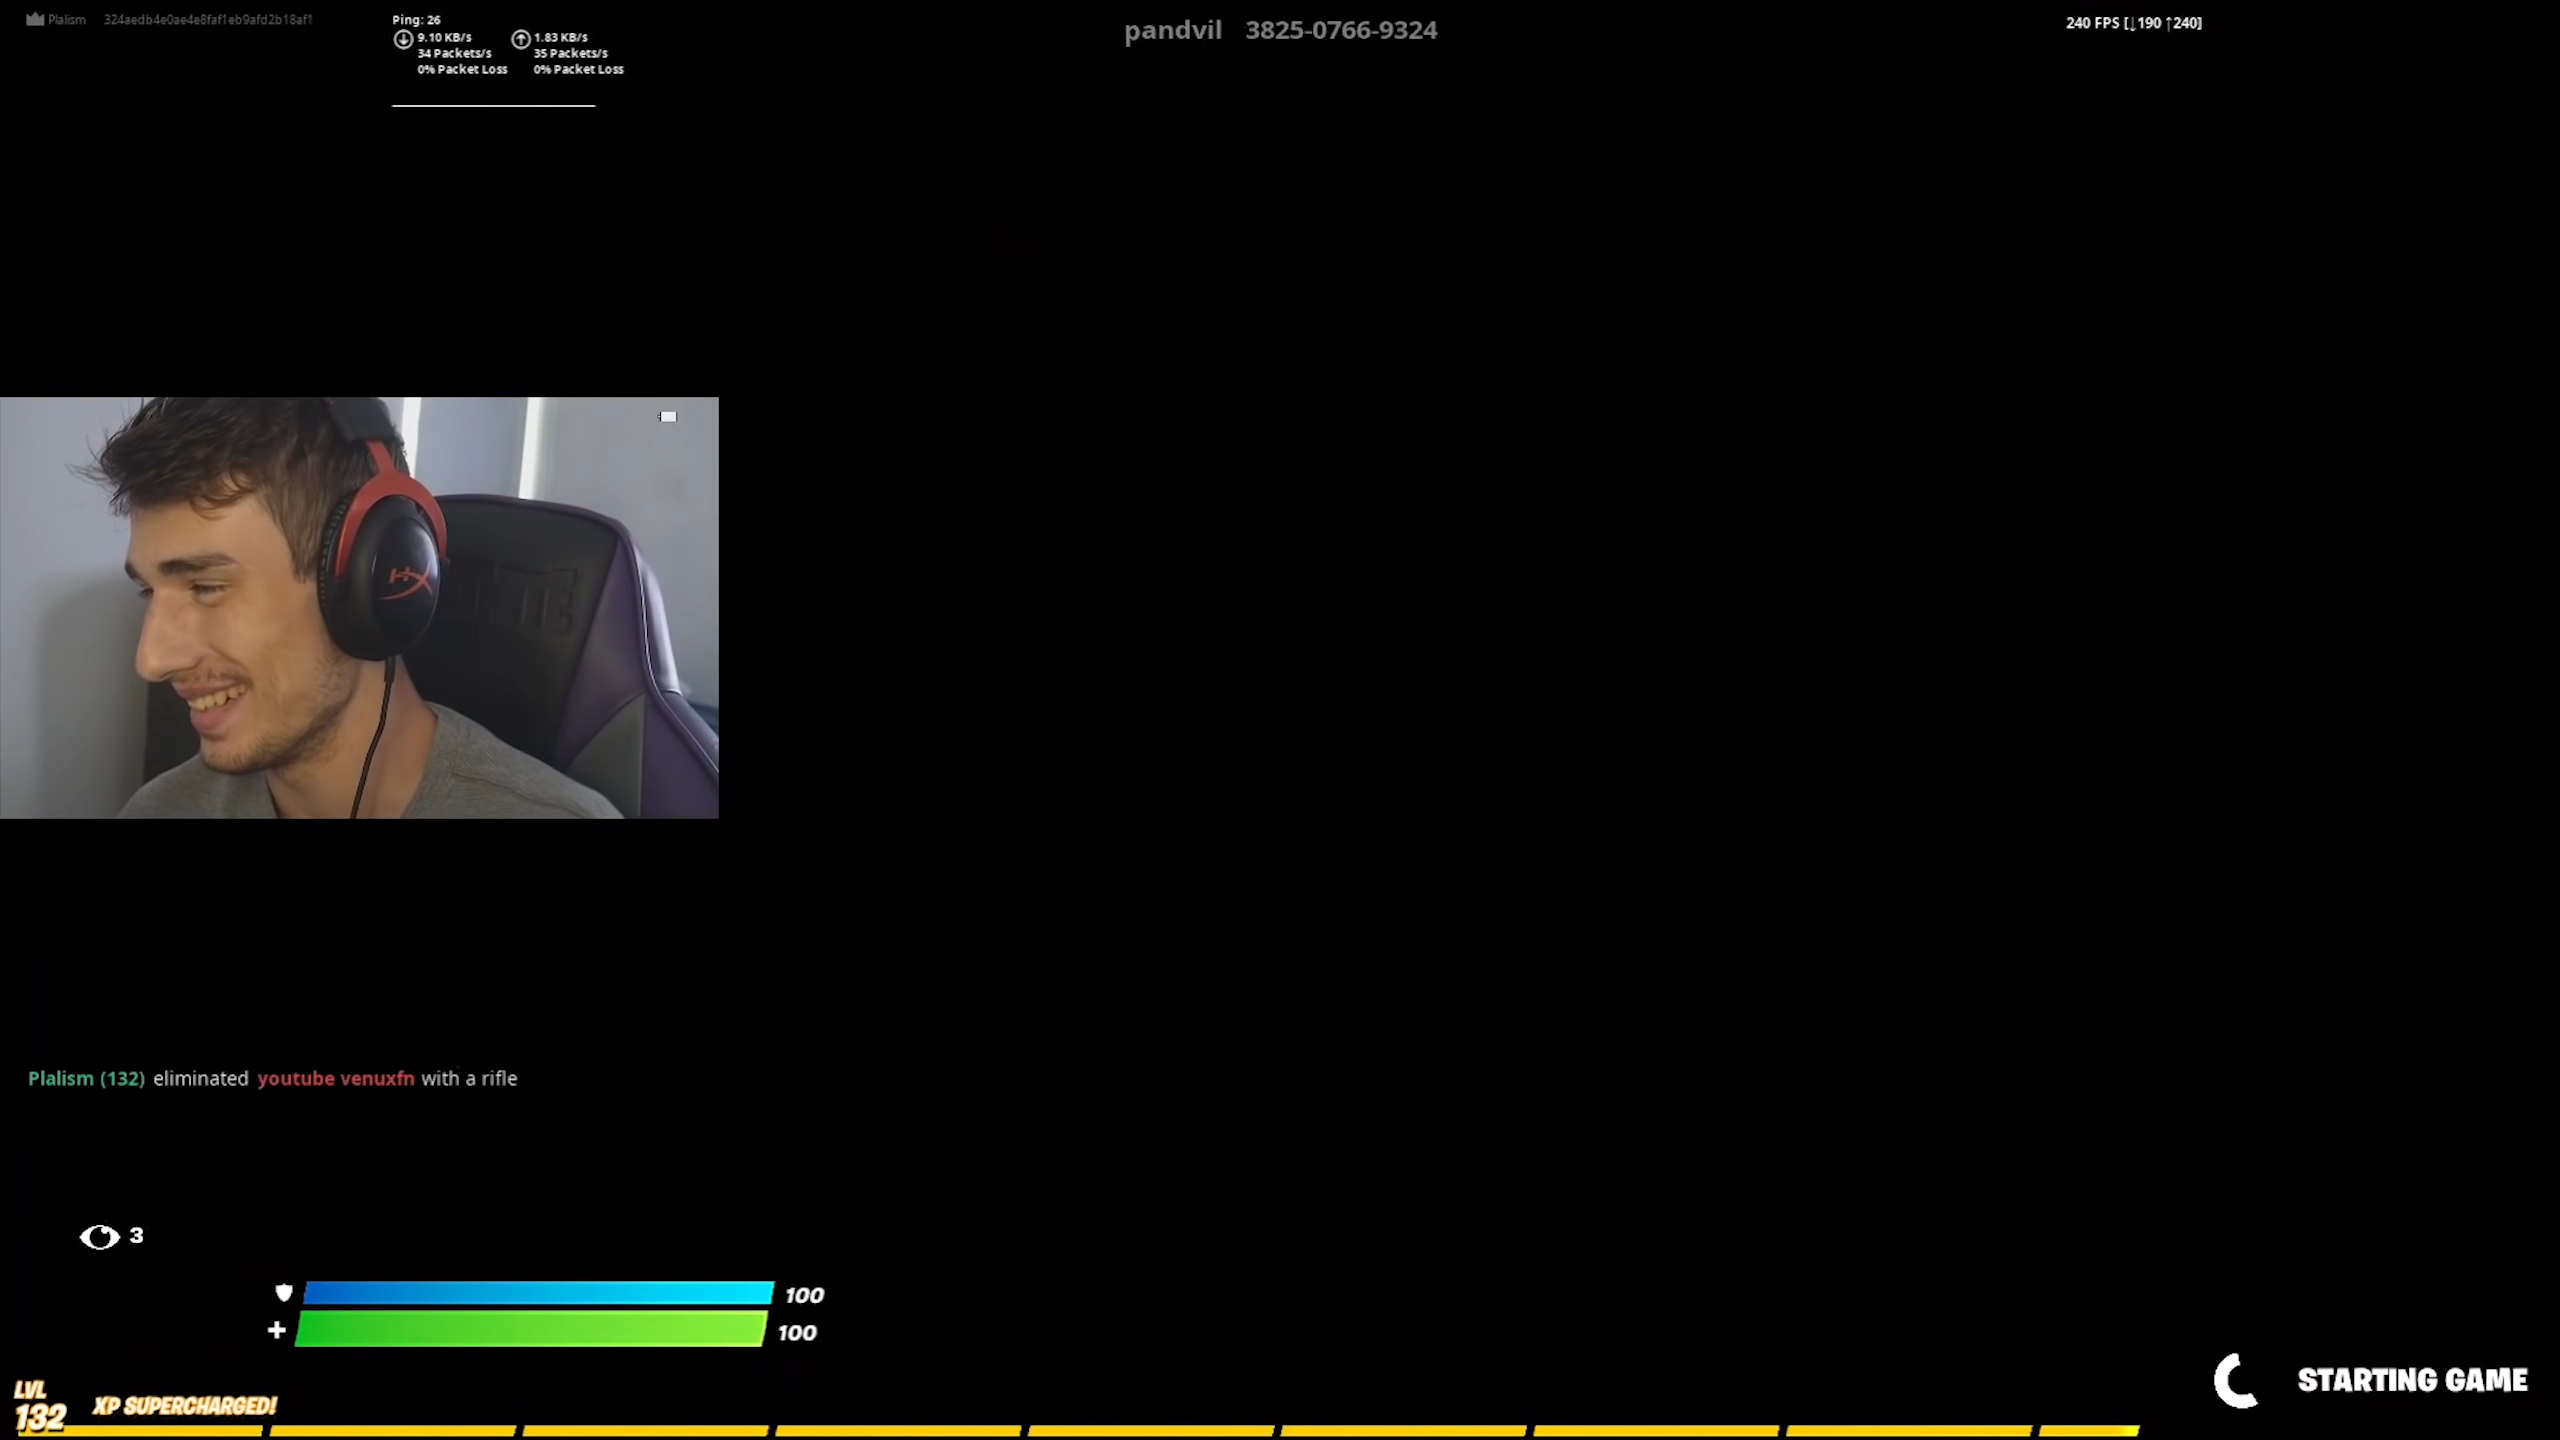 Plalism 324aedb4e0ae4e8faf1eb9afd2b18af1
Ping: 26
9.10 KB/s 1.83 KB/s
34 Packets/s 35 Packets/s
0% Packet Loss 0% Packet Loss
pandvil 3825-0766-9324
240 FPS [↓190 ↑240]
HX
Plalism (132) eliminated youtube venuxfn with a rifle
3
100
100
LVL
132
XP SUPERCHARGED!
STARTING GAME